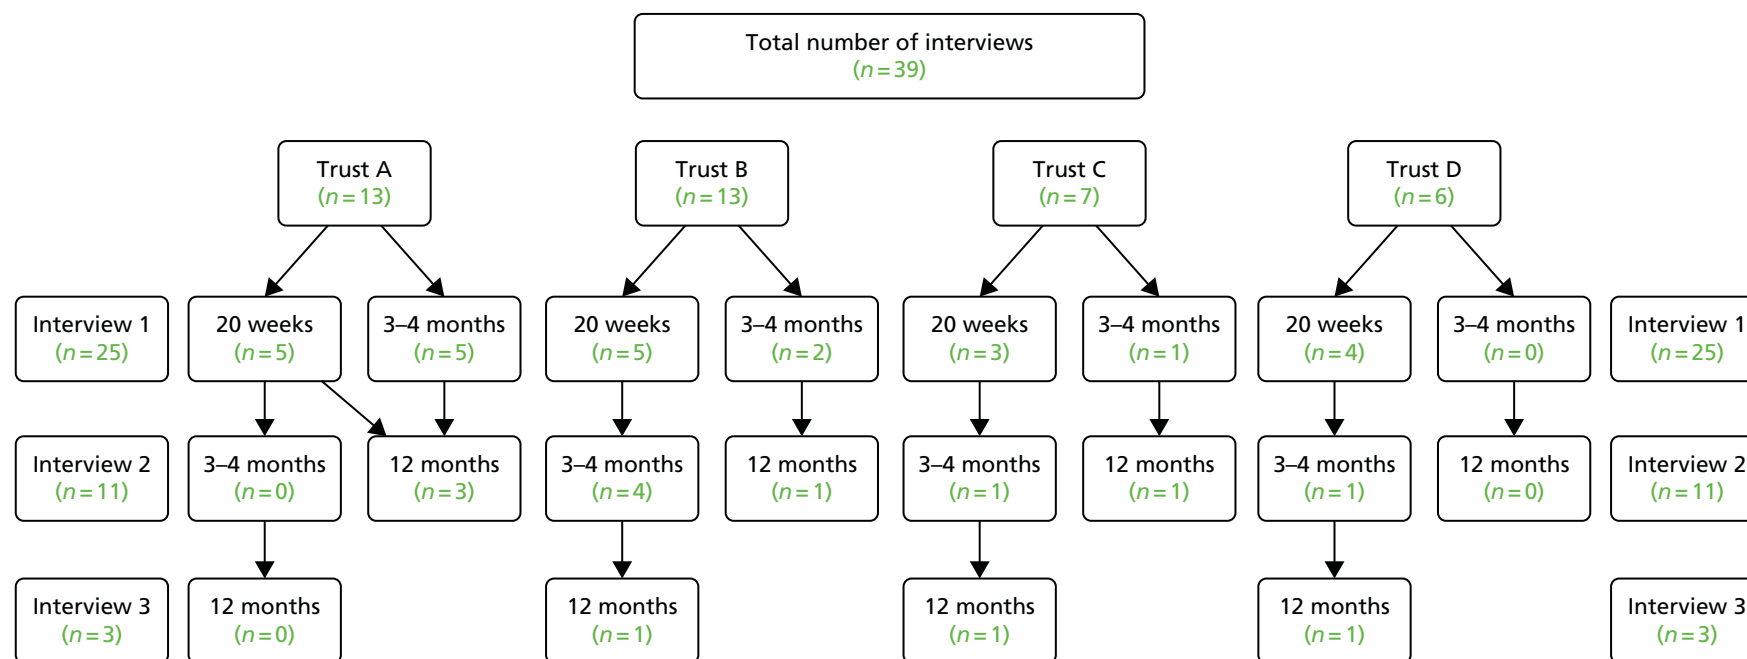 Total number of interviews
(n=39)
Trust A
(n=13)
Trust B
(n=13)
Trust C
(n=7)
Trust D
(n=6)
Interview 1
(n=25)
20 weeks
(n=5)
3–4 months
(n=5)
20 weeks
(n=5)
3–4 months
(n=2)
20 weeks
(n=3)
3–4 months
(n=1)
20 weeks
(n=4)
3–4 months
(n=0)
Interview 1
(n=25)
Interview 2
(n=11)
3–4 months
(n=0)
12 months
(n=3)
3–4 months
(n=4)
12 months
(n=1)
3–4 months
(n=1)
12 months
(n=1)
3–4 months
(n=1)
12 months
(n=0)
Interview 2
(n=11)
Interview 3
(n=3)
12 months
(n=0)
12 months
(n=1)
12 months
(n=1)
12 months
(n=1)
Interview 3
(n=3)